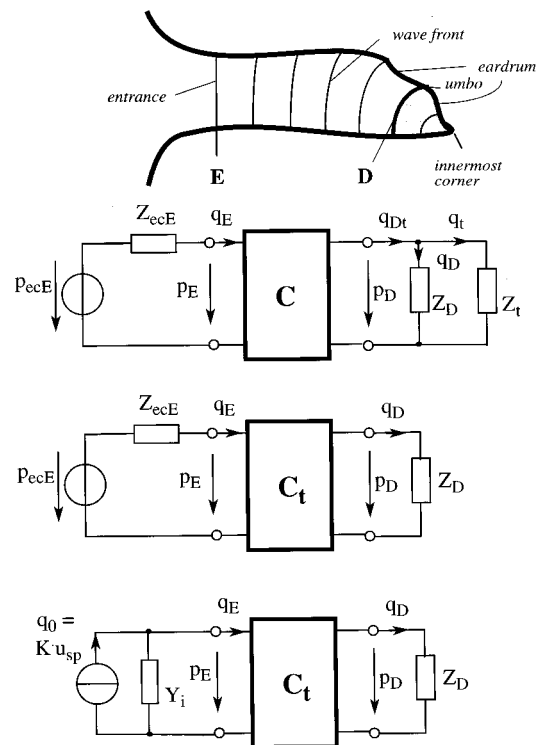 wave front
eardrum
umbo
entrance
innermost
corner
E D
Z_ecE q_E q_Dt q_t
q_D
p_ecE p_E C p_D Z_D Z_t
Z_ecE q_E q_D
p_ecE p_E C_t p_D Z_D
q_0 =
K·u_sp
q_E q_D
Y_i p_E C_t p_D Z_D